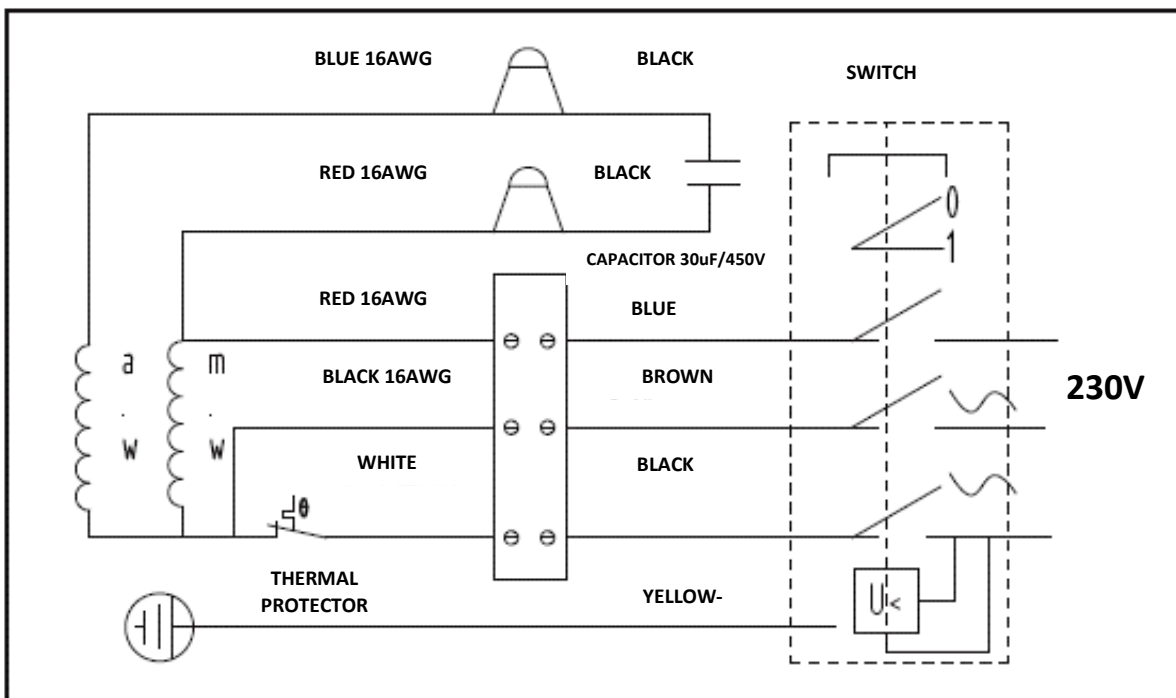 BLUE 16AWG
BLACK
SWITCH
RED 16AWG
BLACK
0
1
CAPACITOR 30uF/450V
RED 16AWG
BLUE
a
.
w
m
.
w
BLACK 16AWG
BROWN
230V
WHITE
BLACK
θ
THERMAL
PROTECTOR
YELLOW-
U<